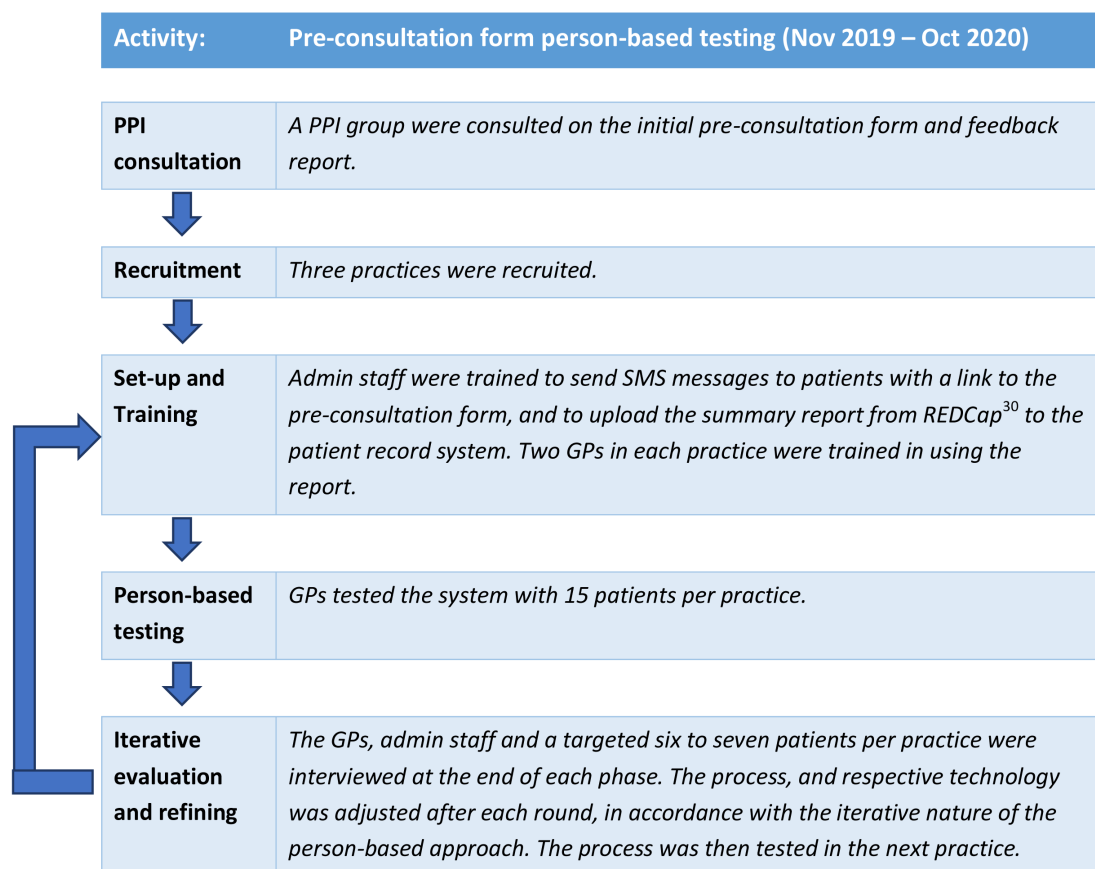 Activity: Pre-consultation form person-based testing (Nov 2019 – Oct 2020)
PPI
consultation
A PPI group were consulted on the initial pre-consultation form and feedback
report.
Recruitment
Three practices were recruited.
Set-up and
Training
Admin staff were trained to send SMS messages to patients with a link to the
pre-consultation form, and to upload the summary report from REDCap30 to the
patient record system. Two GPs in each practice were trained in using the
report.
Person-based
testing
GPs tested the system with 15 patients per practice.
Iterative
evaluation
and refining
The GPs, admin staff and a targeted six to seven patients per practice were
interviewed at the end of each phase. The process, and respective technology
was adjusted after each round, in accordance with the iterative nature of the
person-based approach. The process was then tested in the next practice.